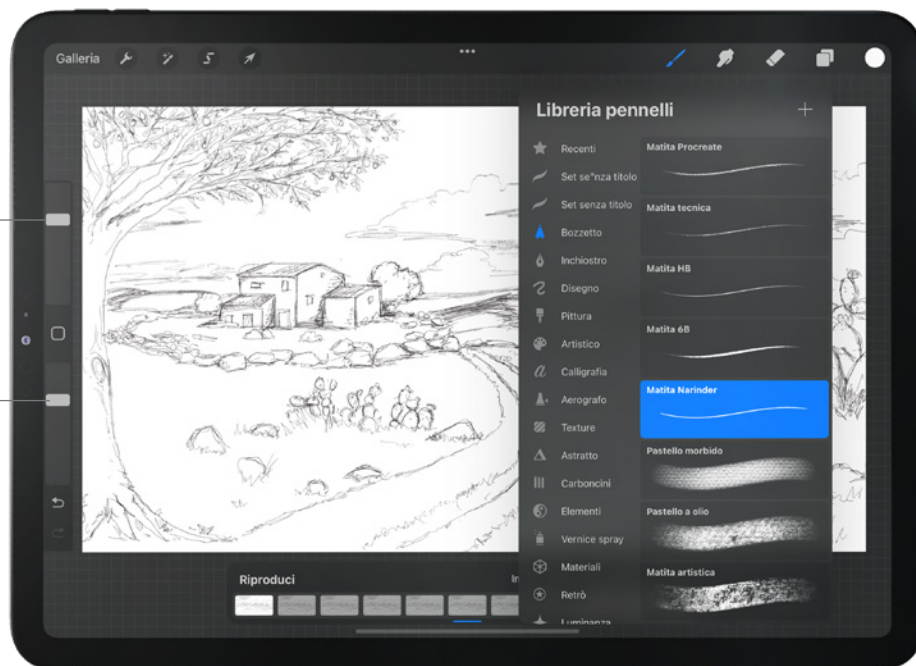 Galleria
Libreria pennelli
Recenti
Set se"nza titolo
Set senza titolo
Bozzetto
Inchiostro
Disegno
Pittura
Artistico
Calligrafia
Aerografo
Texture
Astratto
Carboncini
Elementi
Vernice spray
Materiali
Retrò
Luminanza
Matita Procreate
Matita tecnica
Matita HB
Matita 6B
Matita Narinder
Pastello morbido
Pastello a olio
Matita artistica
Riproduci